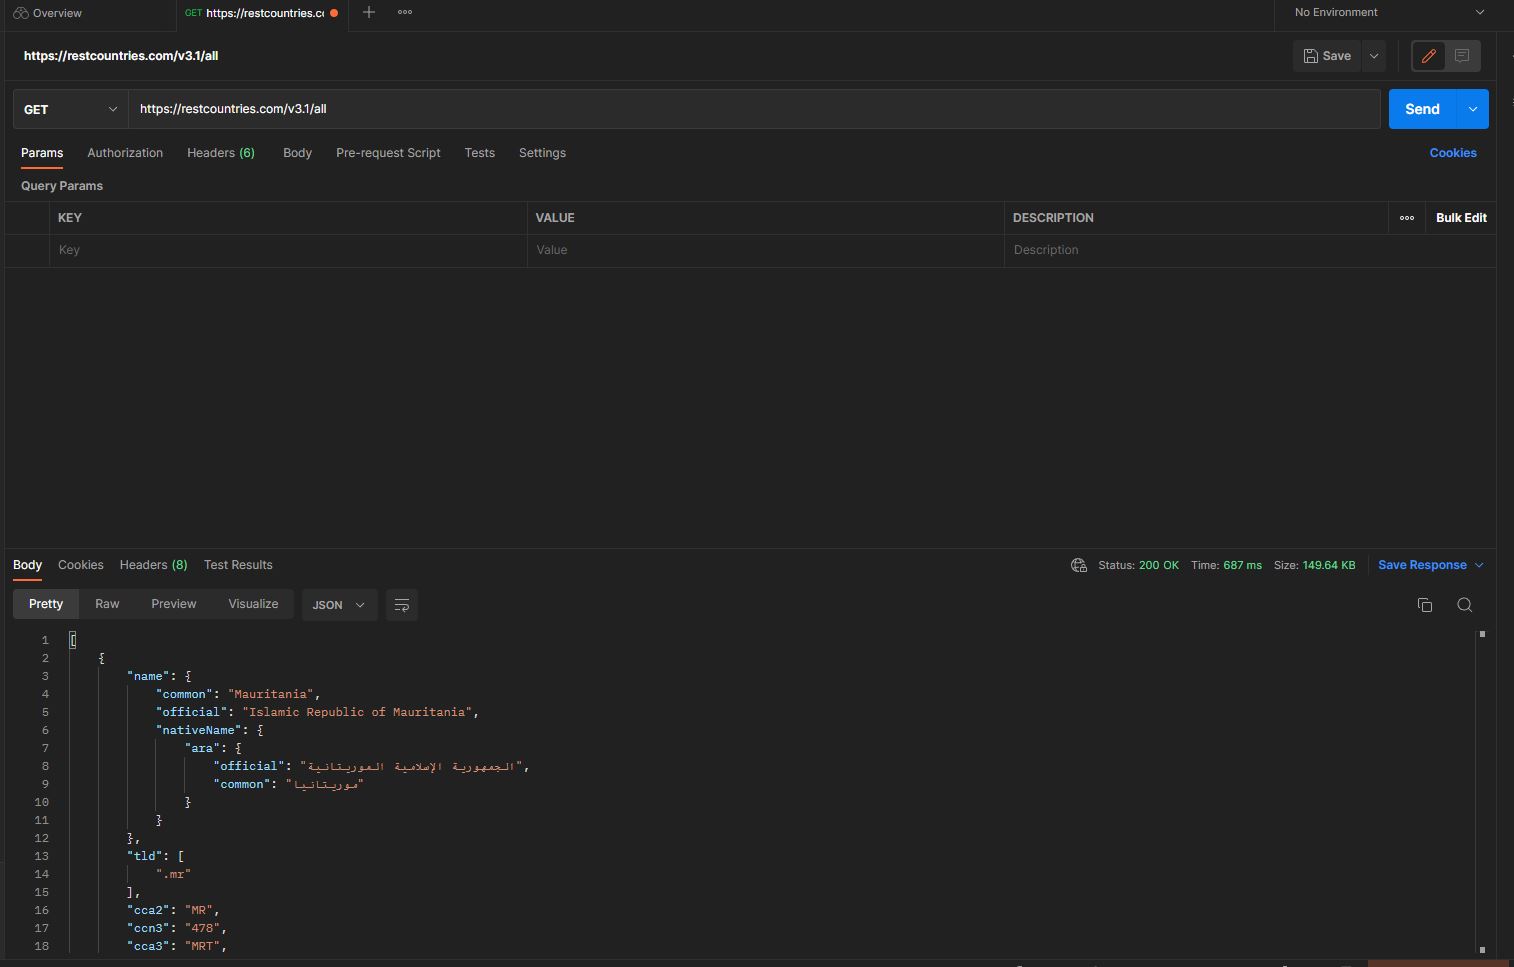 Overview
GET https://restcountries.c
No Environment
https://restcountries.com/v3.1/all
Save
GET
https://restcountries.com/v3.1/all
Send
Params Authorization Headers (6) Body Pre-request Script Tests Settings Cookies
Query Params
KEY VALUE DESCRIPTION Bulk Edit
Key Value Description
Body Cookies Headers (8) Test Results Status: 200 OK Time: 687 ms Size: 149.64 KB Save Response
Pretty Raw Preview Visualize JSON
1 [
2 {
3 "name": {
4 "common": "Mauritania",
5 "official": "Islamic Republic of Mauritania",
6 "nativeName": {
7 "ara": {
8 "official": "الجمهورية الإسلامية الموريتانية",
9 "common": "موريتانيا"
10 }
11 }
12 },
13 "tld": [
14 ".mr"
15 ],
16 "cca2": "MR",
17 "ccn3": "478",
18 "cca3": "MRT",